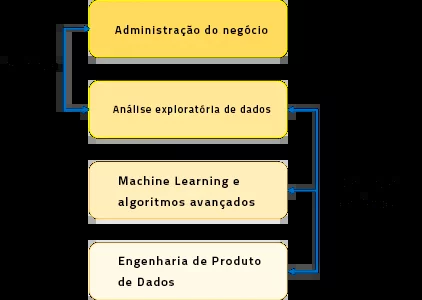 Administração do negócio
Análise exploratória de dados
Machine Learning e
algoritmos avançados
Engenharia de Produto
de Dados